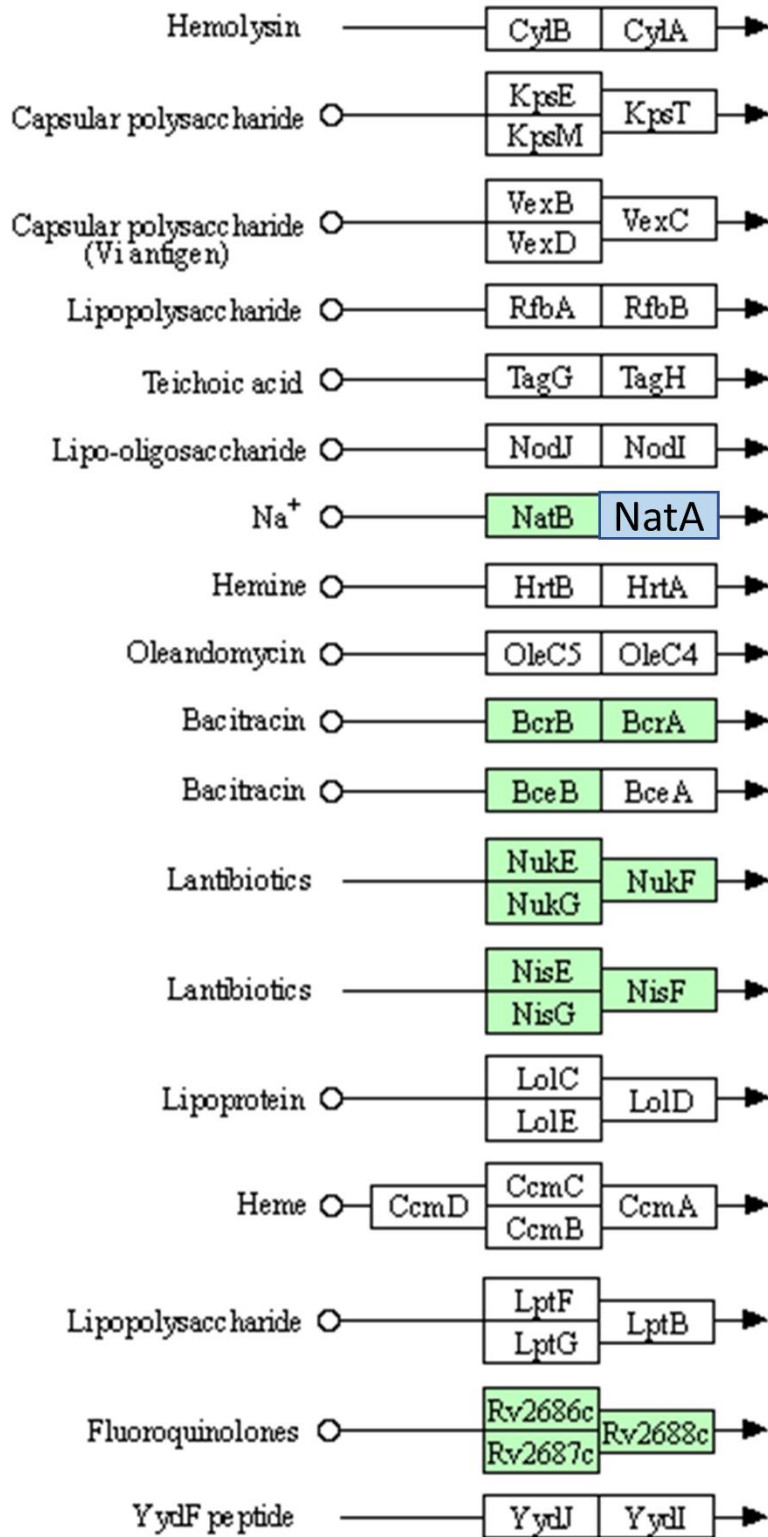 Hemolysin CylB CylA
Capsular polysaccharide KpsE KpsT
KpsM
Capsular polysaccharide VexB VexC
(Vi antigen) VexD
Lipopolysaccharide RfbA RfbB
Teichoic acid TagG TagH
Lipo-oligosaccharide NodJ NodI
Na+ NatB NatA
Hemine HrtB HrtA
Oleandomycin OleC5 OleC4
Bacitracin BcrB BcrA
Bacitracin BceB BceA
Lantibiotics NukE NukF
NukG
Lantibiotics NisE NisF
NisG
Lipoprotein LolC LolD
LolE
Heme CcmD CcmC CcmA
CcmB
Lipopolysaccharide LptF LptB
LptG
Fluoroquinolones Rv2686c Rv2688c
Rv2687c
YydF peptide YydJ YydI